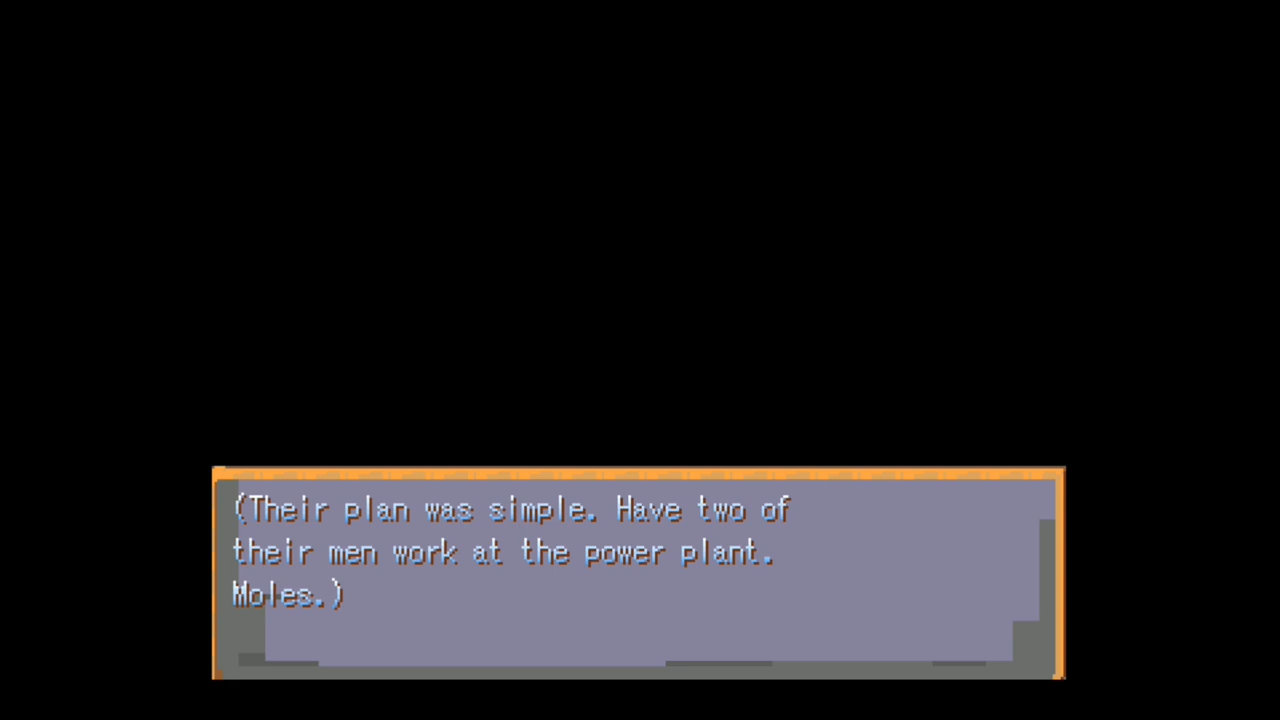 (Their plan was simple. Have two of
their men work at the power plant.
Moles.)